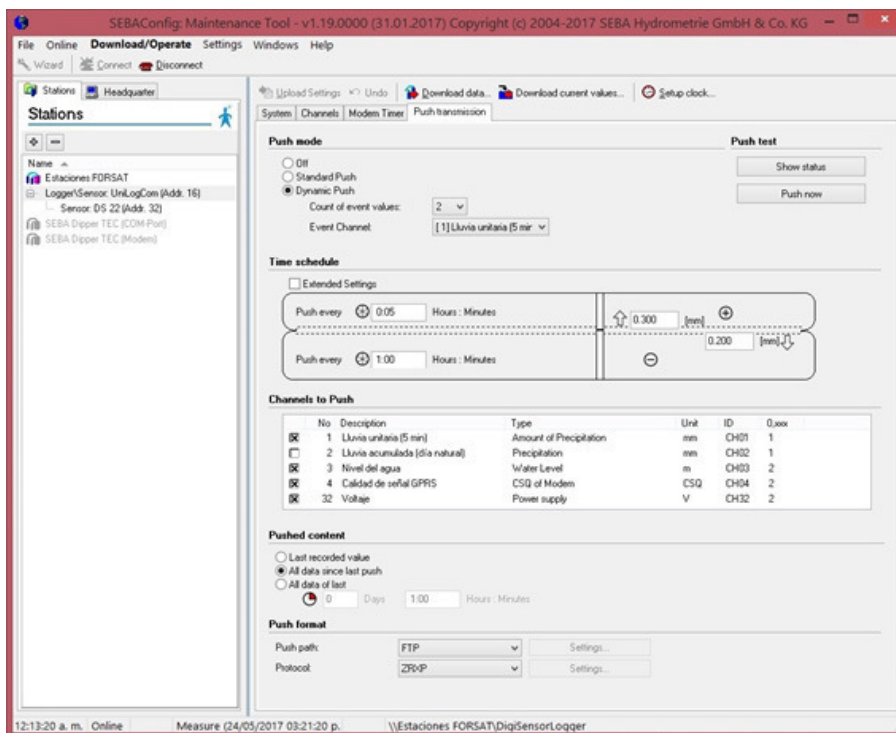 SEBAConfig: Maintenance Tool - v1.19.0000 (31.01.2017) Copyright (c) 2004-2017 SEBA Hydrometrie GmbH & Co. KG
File Online Download/Operate Settings Windows Help
Wizard Connect Disconnect
Stations Headquarter
Stations
Name
Estaciones FORSAT
Logger\Sensor: UniLogCom (Addr. 16)
Sensor: DS 22 (Addr. 32)
SEBA Dipper TEC (COM-Port)
SEBA Dipper TEC (Modem)
Upload Settings Undo Download data... Download current values... Setup clock...
System Channels Modem Timer Push transmission
Push mode Push test
Off
Show status
Standard Push
Dynamic Push
Push now
Count of event values: 2
Event Channel: [1] Lluvia unitaria (5 mir
Time schedule
Extended Settings
Push every 0:05 Hours : Minutes
0.300 [mm]
0.200 [mm]
Push every 1:00 Hours : Minutes
Channels to Push
No Description Type Unit ID 0,xxx
1 Lluvia unitaria (5 min) Amount of Precipitation mm CH01 1
2 Lluvia acumulada (día natural) Precipitation mm CH02 1
3 Nivel del agua Water Level m CH03 2
4 Calidad de señal GPRS CSQ of Modem CSQ CH04 2
32 Voltaje Power supply V CH32 2
Pushed content
Last recorded value
All data since last push
All data of last
0 Days 1:00 Hours : Minutes
Push format
Push path: FTP Settings...
Protocol: ZRXP Settings...
12:13:20 a. m. Online Measure (24/05/2017 03:21:20 p. \\Estaciones FORSAT\DigiSensorLogger